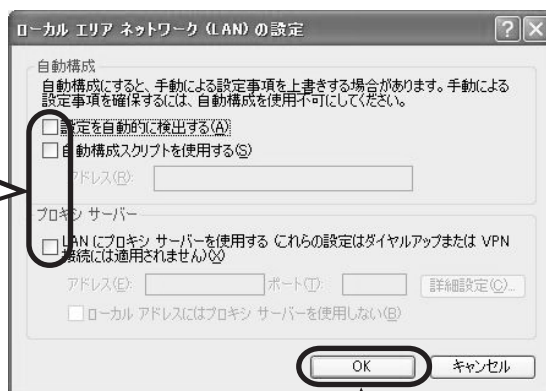 ローカル エリア ネットワーク (LAN) の設定
自動構成
自動構成にすると、手動による設定事項を上書きする場合があります。手動による
設定事項を確保するには、自動構成を使用不可にしてください。
設定を自動的に検出する(A)
自動構成スクリプトを使用する(S)
アドレス(R):
プロキシ サーバー
LAN にプロキシ サーバーを使用する (これらの設定はダイヤルアップまたは VPN
接続には適用されません)(X)
アドレス(E): ポート(T): 詳細設定(C)...
ローカル アドレスにはプロキシ サーバーを使用しない(B)
OK キャンセル